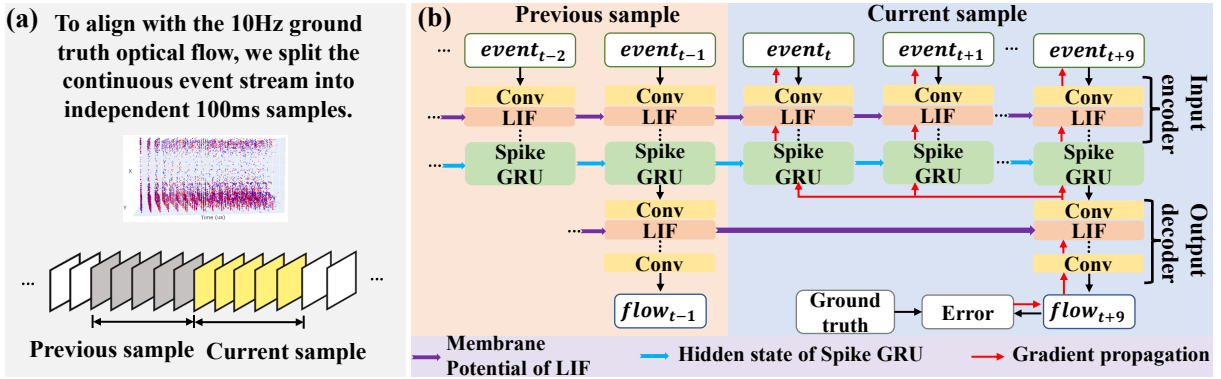 (a)
To align with the 10Hz ground
truth optical flow, we split the
continuous event stream into
independent 100ms samples.
X
Y
Time (us)
... ...
Previous sample Current sample
(b)
Previous sample Current sample
... event_{t-2} event_{t-1} event_t event_{t+1} ... event_{t+9}
Conv Conv Conv Conv Conv
... LIF LIF LIF LIF ... LIF
Input
encoder
... Spike Spike Spike Spike ... Spike
GRU GRU GRU GRU GRU
Conv Conv
... LIF LIF
Conv Conv
Output
decoder
flow_{t-1}
Ground
truth
Error
flow_{t+9}
Membrane
Potential of LIF
Hidden state of Spike GRU
Gradient propagation